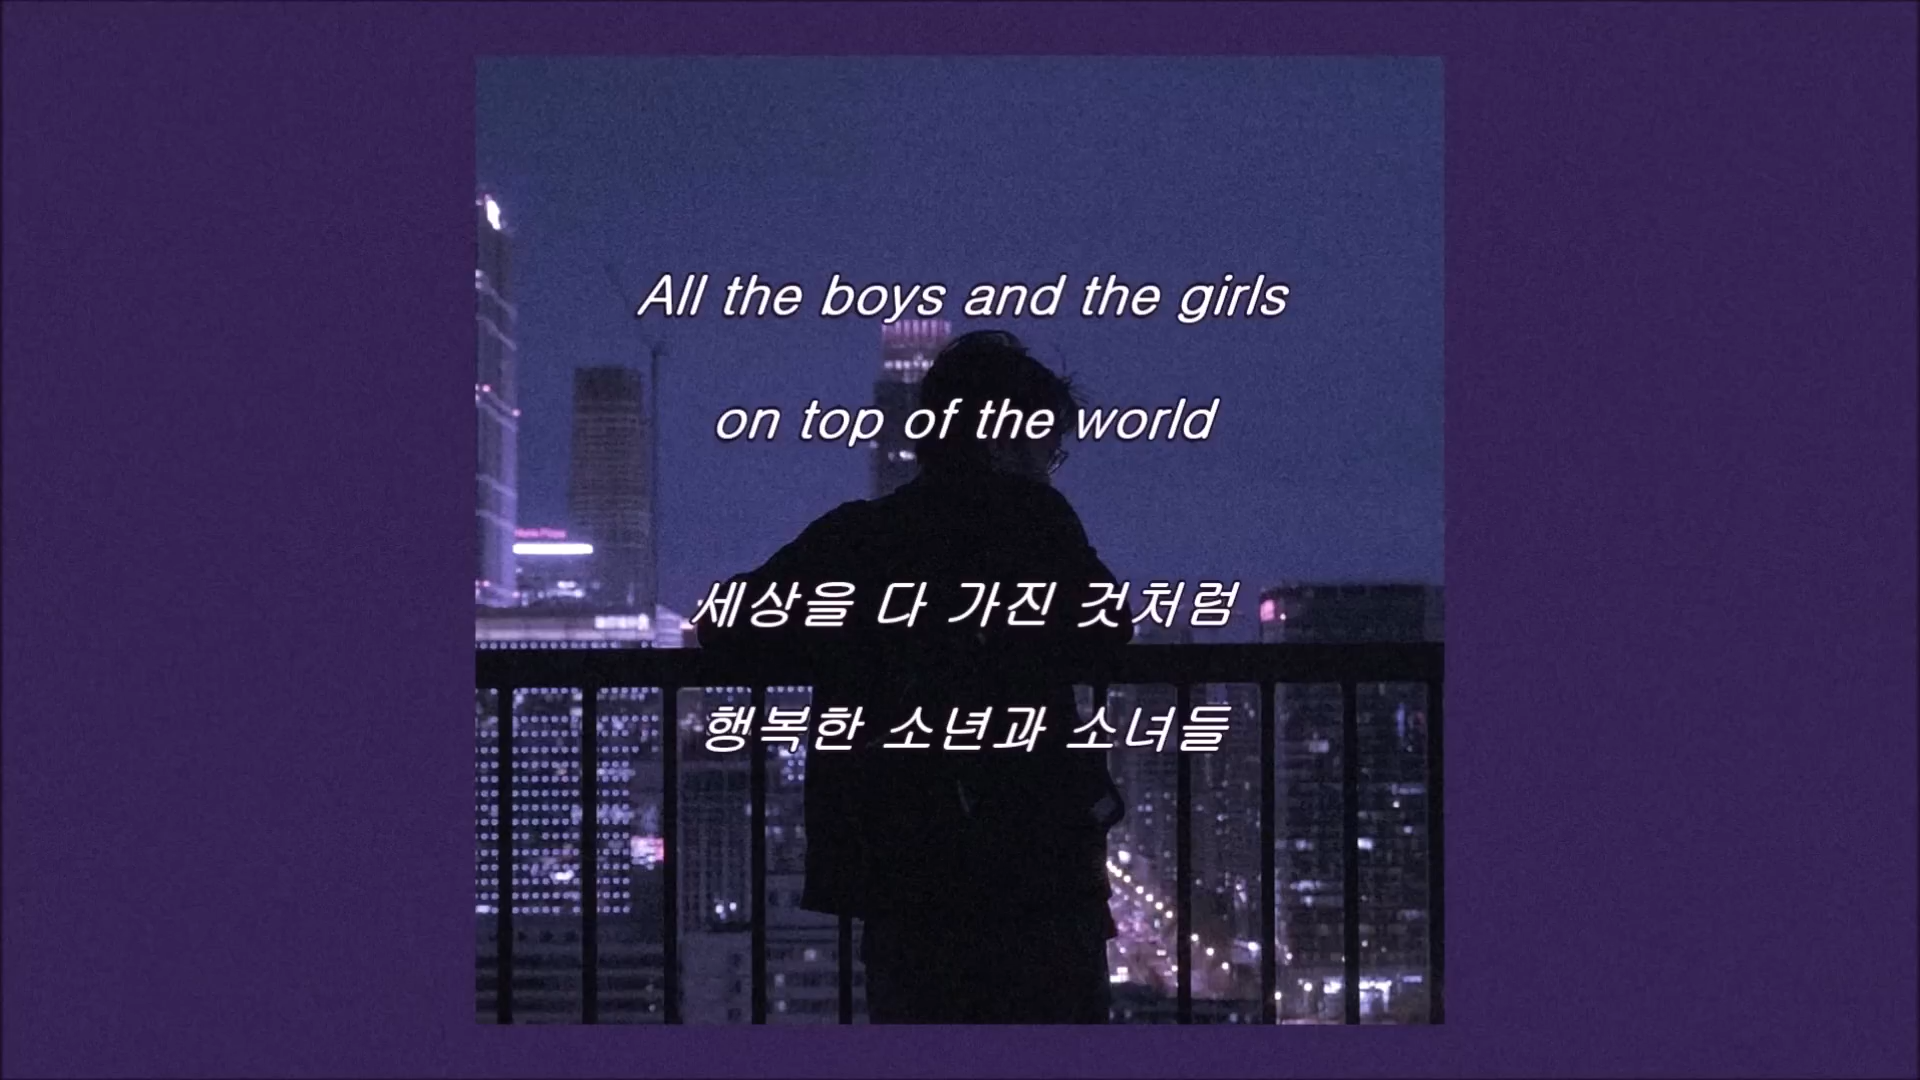 All the boys and the girls
on top of the world
세상을 다 가진 것처럼
행복한 소년과 소녀들